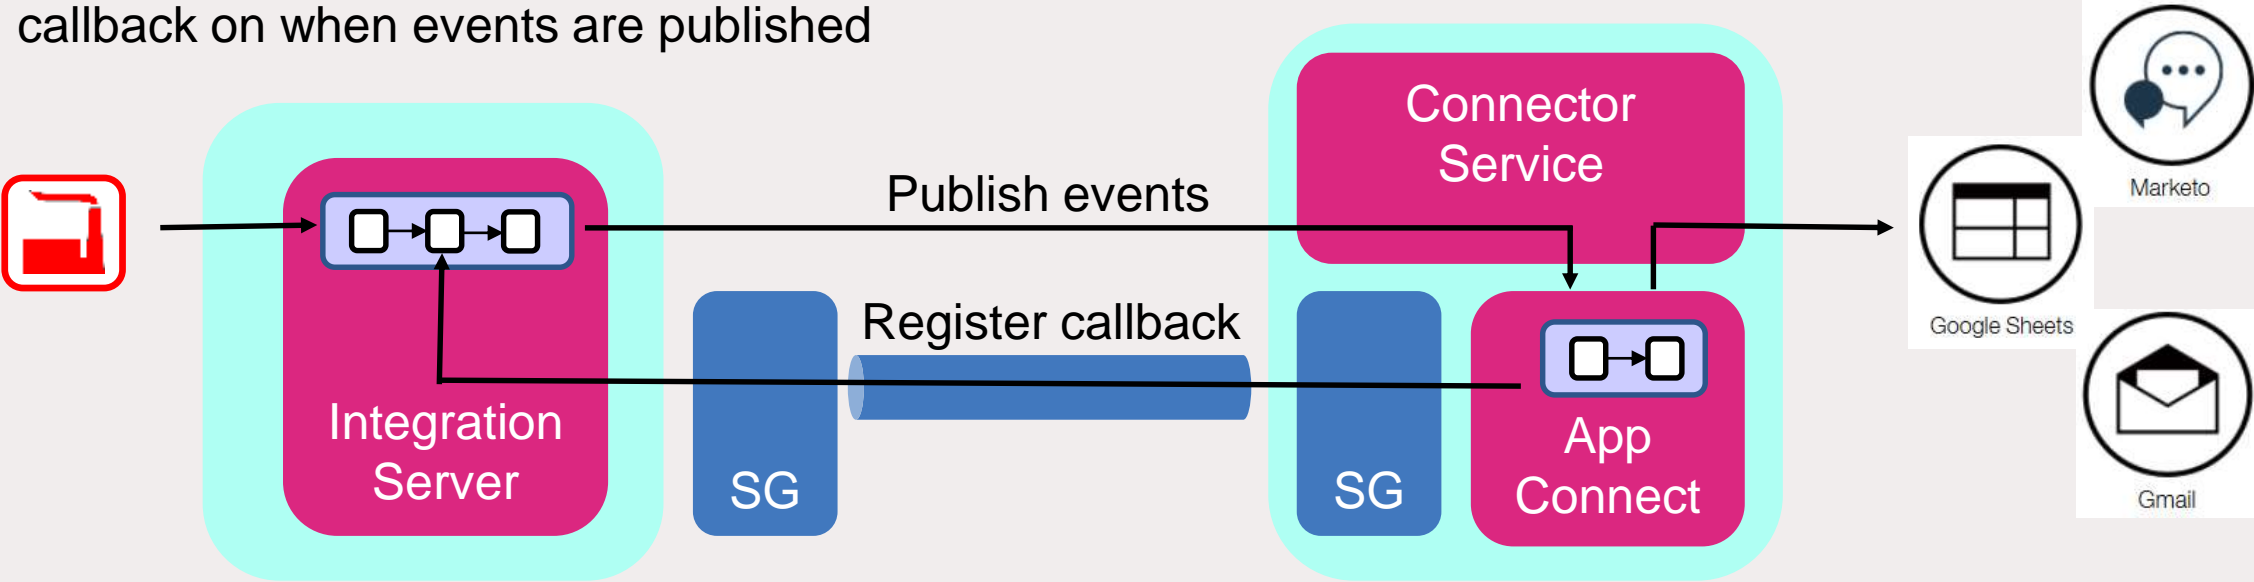 callback on when events are published
Connector
Service
Publish events
Marketo
Register callback
Google Sheets
Integration
Server
SG
SG
App
Connect
Gmail